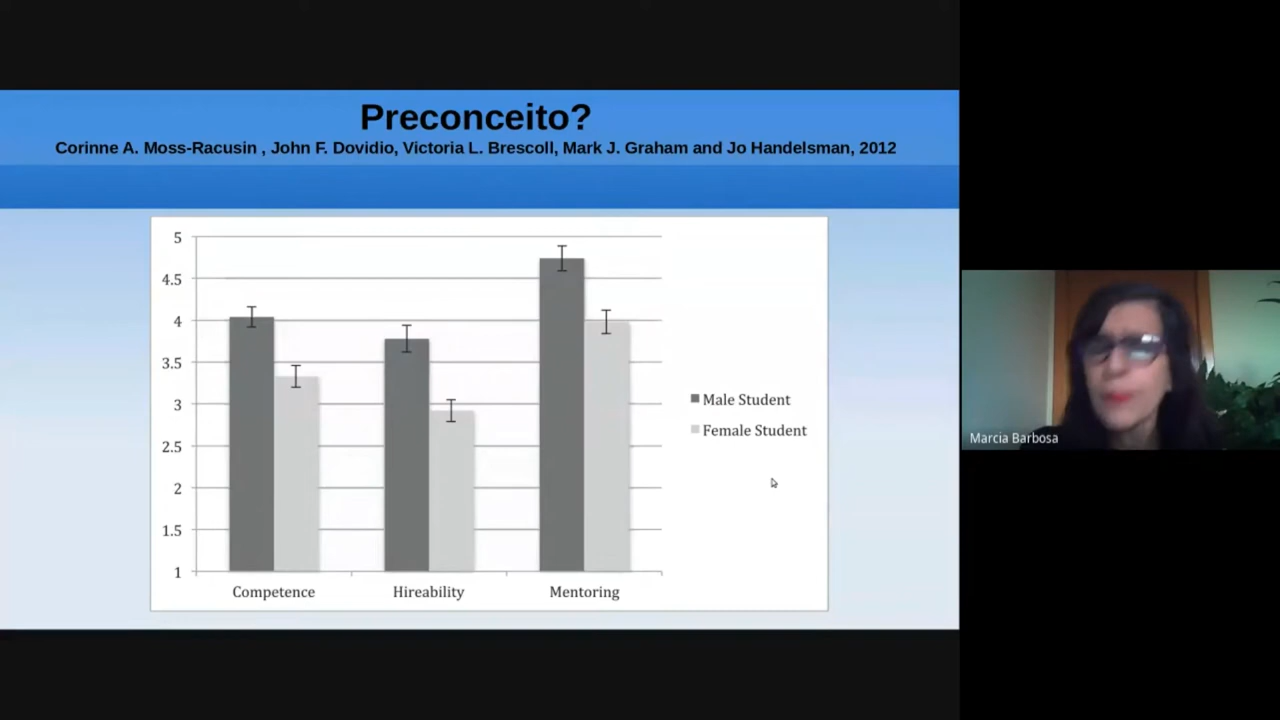 Preconceito?
Corinne A. Moss-Racusin , John F. Dovidio, Victoria L. Brescoll, Mark J. Graham and Jo Handelsman, 2012
5
4.5
4
3.5
3
2.5
2
1.5
1
Competence
Hireability
Mentoring
Male Student
Female Student
Marcia Barbosa